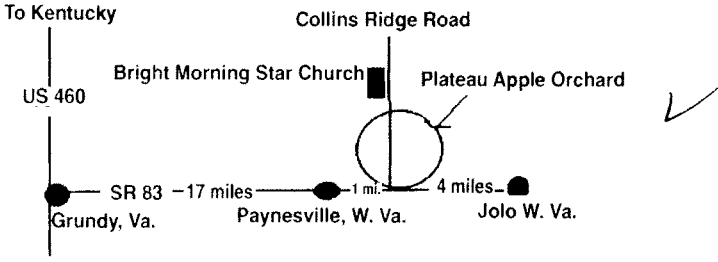 To Kentucky
Collins Ridge Road
Bright Morning Star Church
Plateau Apple Orchard
US 460
SR 83 –17 miles
1 mi.
4 miles
Grundy, Va.
Paynesville, W. Va.
Jolo W. Va.